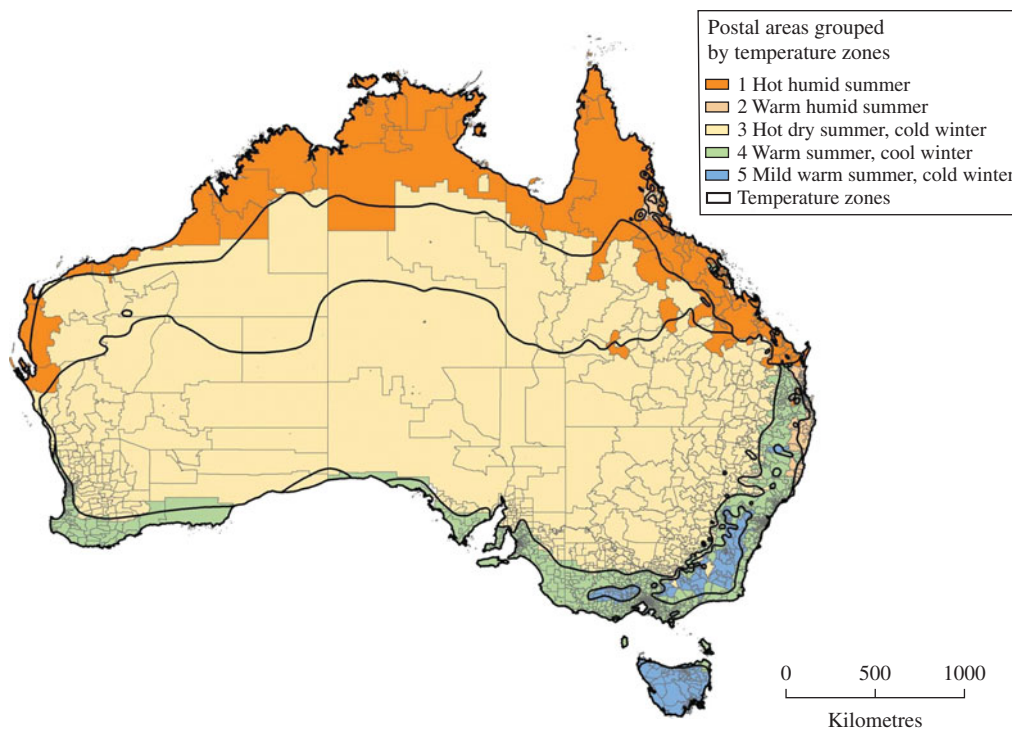 Postal areas grouped
by temperature zones
1 Hot humid summer
2 Warm humid summer
3 Hot dry summer, cold winter
4 Warm summer, cool winter
5 Mild warm summer, cold winter
Temperature zones
0 500 1000
Kilometres